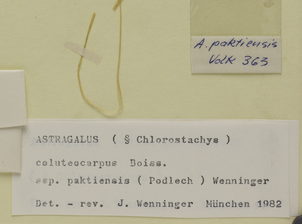 A. paktiensis
Volk 363
ASTRAGALUS ( § Chlorostachys )
coluteocarpus Boiss.
ssp. paktiensis ( Podlech ) Wenninger
Det. - rev. J. Wenninger München 1982